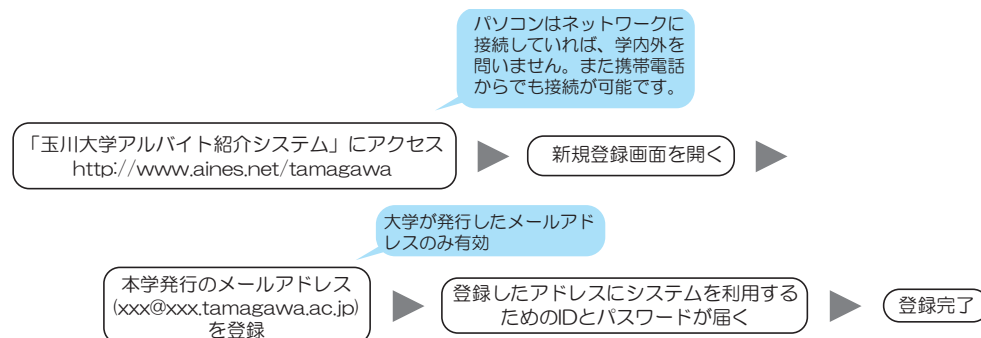 パソコンはネットワークに
接続していれば、学内外を
問いません。また携帯電話
からでも接続が可能です。
「玉川大学アルバイト紹介システム」にアクセス
http://www.aines.net/tamagawa
新規登録画面を開く
大学が発行したメールアド
レスのみ有効
本学発行のメールアドレス
(xxx@xxx.tamagawa.ac.jp)
を登録
登録したアドレスにシステムを利用する
ためのIDとパスワードが届く
登録完了